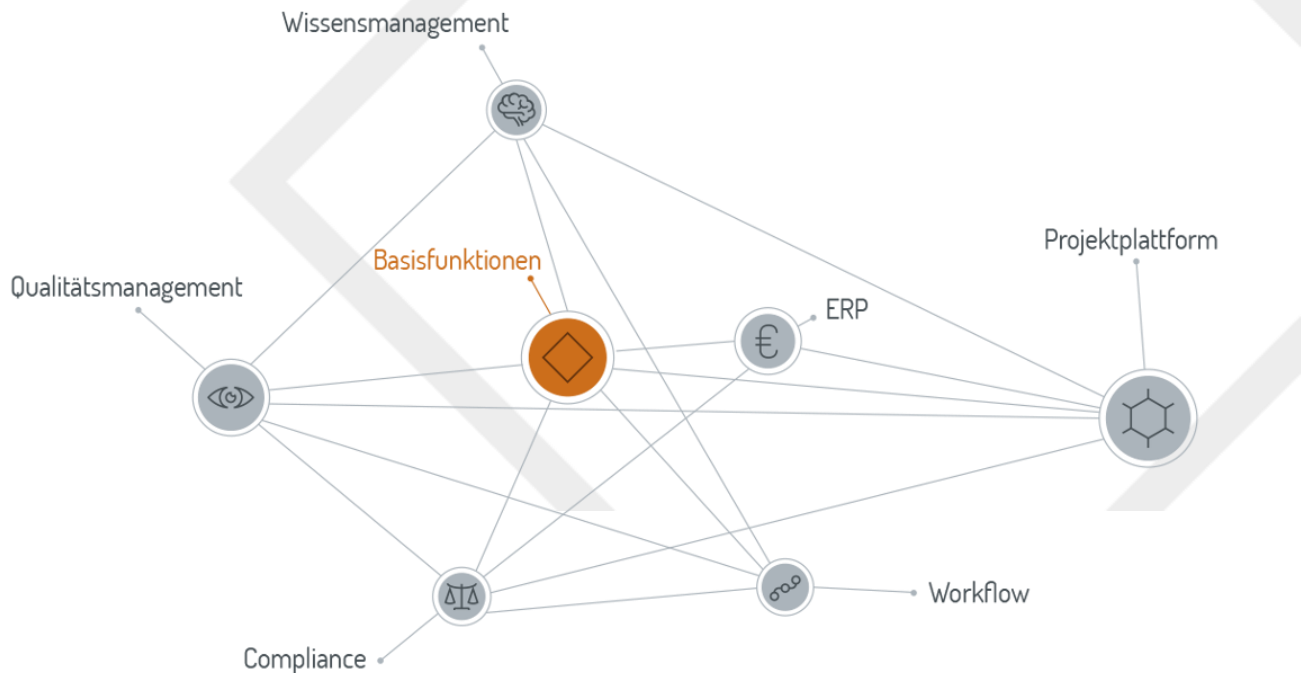 Wissensmanagement
Projektplattform
Basisfunktionen
Qualitätsmanagement
ERP
€
Workflow
Compliance